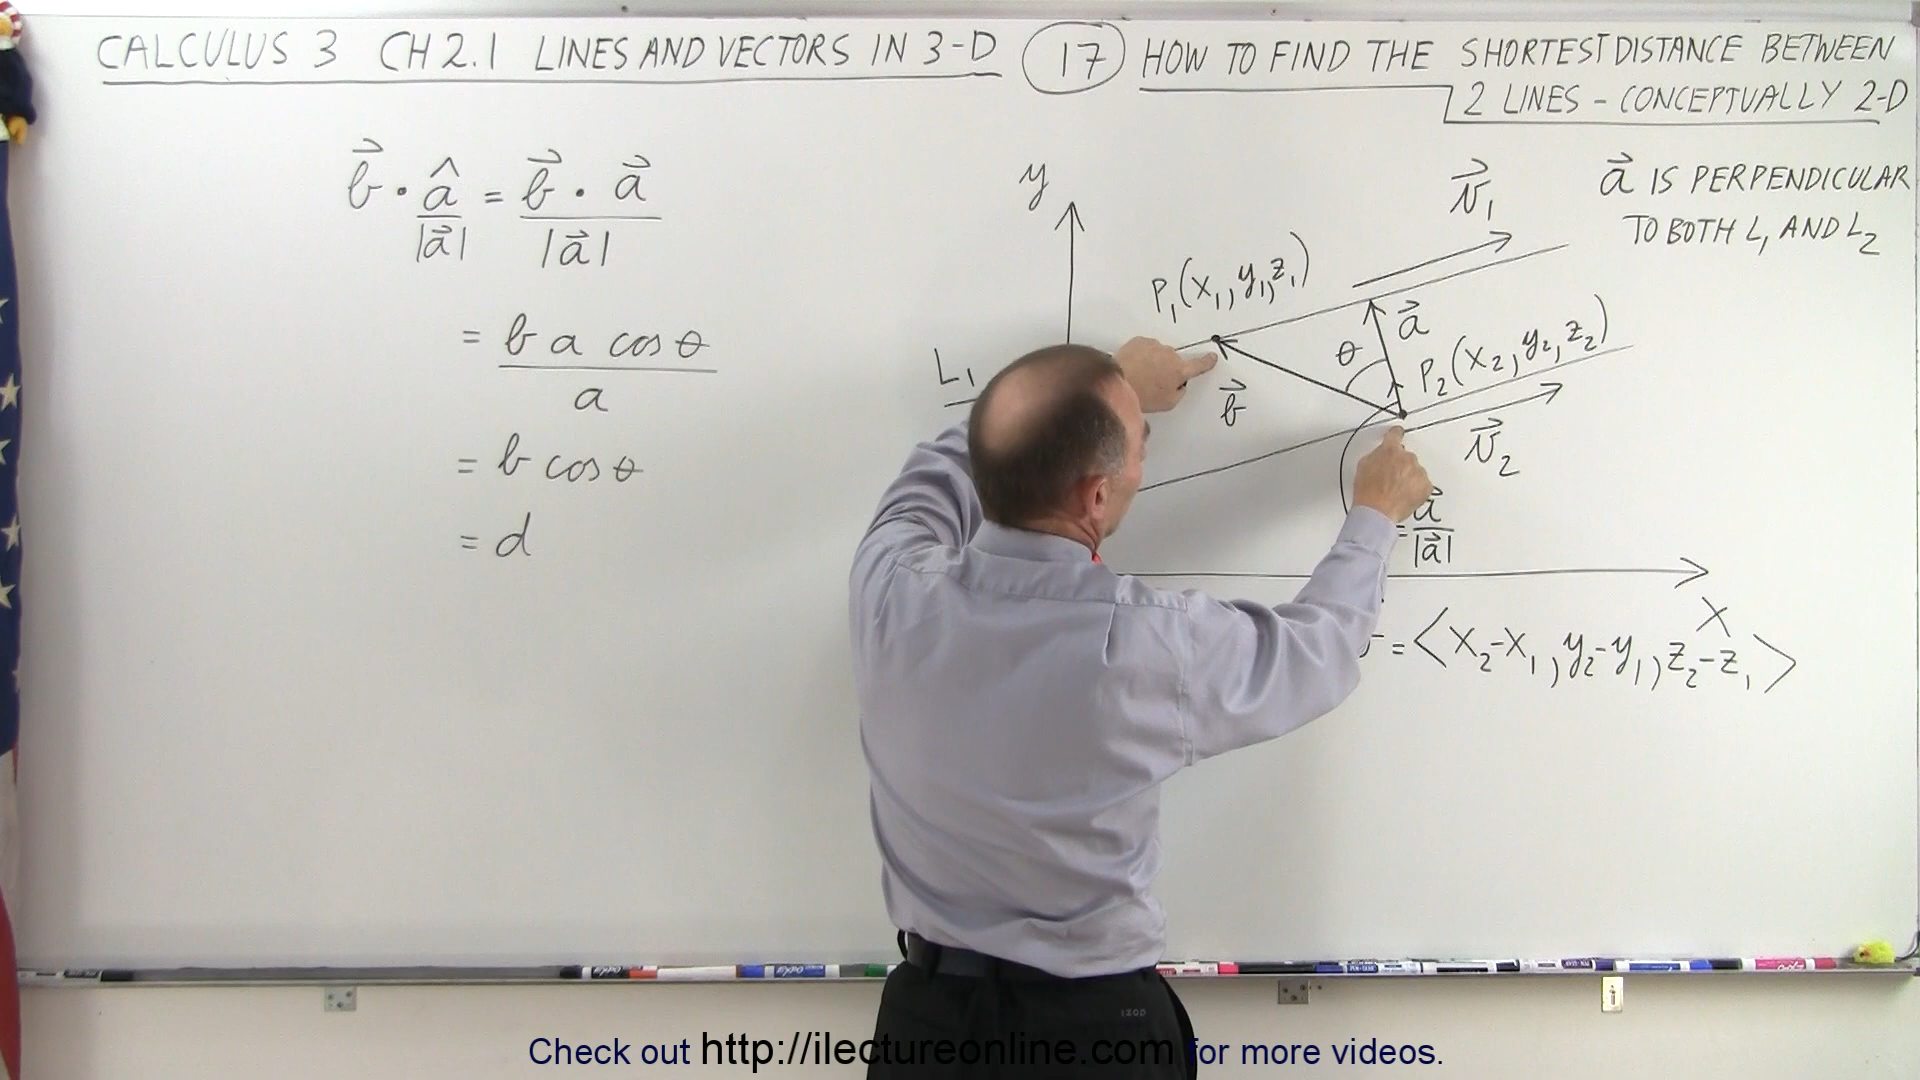 CALCULUS 3 CH 2.1 LINES AND VECTORS IN 3-D 17 HOW TO FIND THE SHORTEST DISTANCE BETWEEN
2 LINES - CONCEPTUALLY 2-D
b⃗ · â/|a⃗| = b⃗ · a⃗/|a⃗|
= b a cos θ/a
= b cos θ
= d
y
v⃗₁
a⃗ IS PERPENDICULAR
TO BOTH L₁ AND L₂
P₁(x₁, y₁, z₁)
a⃗
θ
P₂(x₂, y₂, z₂)
L₁
b⃗
v⃗₂
= a⃗/|a⃗|
x
= <x₂-x₁, y₂-y₁, z₂-z₁>
IZOD
Check out http://ilectureonline.com for more videos.